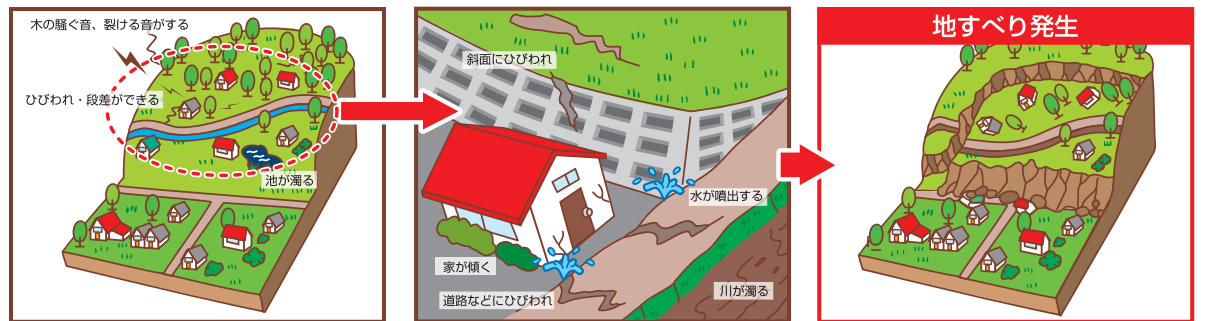 木の騒ぐ音、裂ける音がする
ひびわれ・段差ができる
池が濁る
斜面にひびわれ
水が噴出する
家が傾く
道路などにひびわれ
川が濁る
地すべり発生